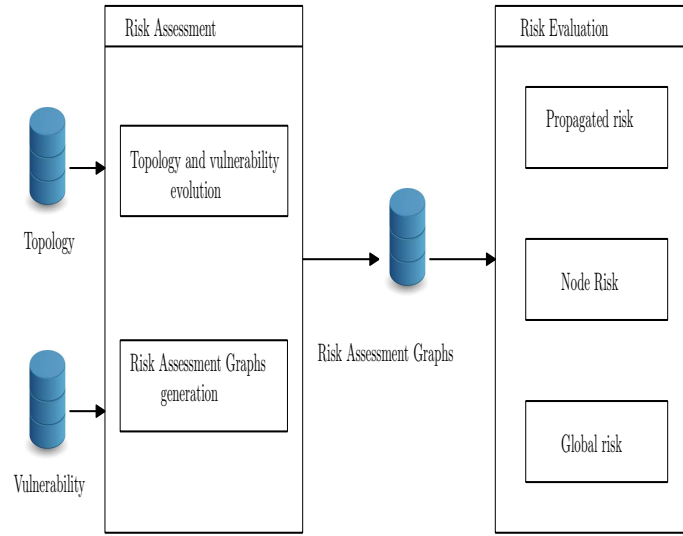 Risk Assessment
Topology and vulnerability
evolution
Topology
Risk Assessment Graphs
generation
Vulnerability
Risk Assessment Graphs
Risk Evaluation
Propagated risk
Node Risk
Global risk